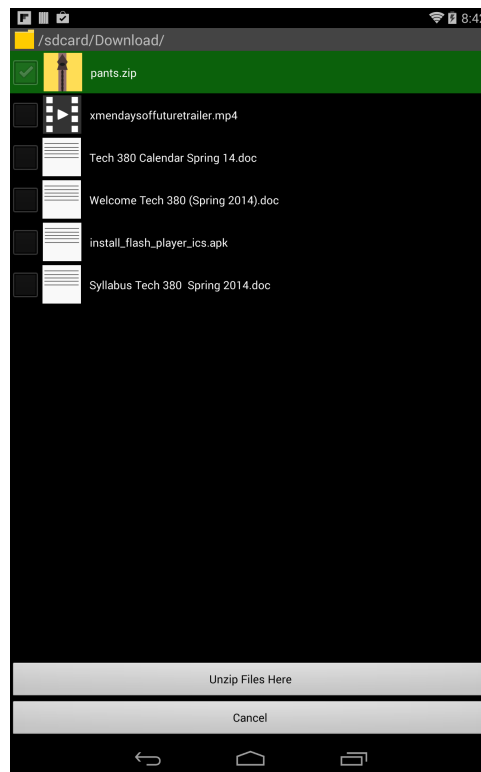 8:42
/sdcard/Download/
pants.zip
xmendaysoffuturetrailer.mp4
Tech 380 Calendar Spring 14.doc
Welcome Tech 380 (Spring 2014).doc
install_flash_player_ics.apk
Syllabus Tech 380  Spring 2014.doc
Unzip Files Here
Cancel